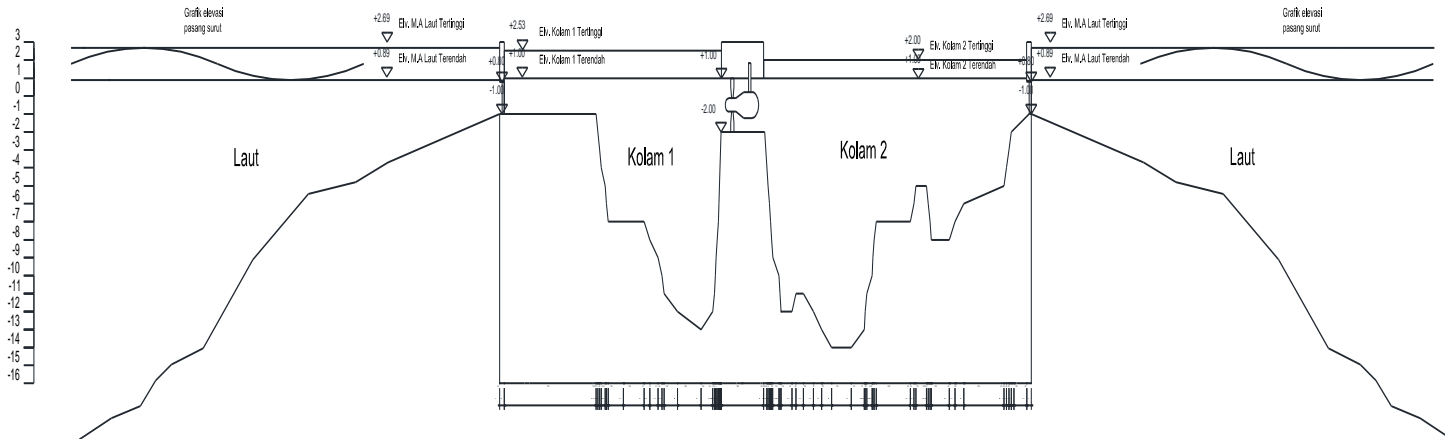 Grafik elevasi
pasang surut
+2.69
Elv. M.A Laut Tertinggi
+0.89
Elv. M.A Laut Terendah
+2.53
Elv. Kolam 1 Tertinggi
+1.00
Elv. Kolam 1 Terendah
-1.00
+1.00
-2.00
+2.00
Elv. Kolam 2 Tertinggi
Elv. Kolam 2 Terendah
+2.69
Elv. M.A Laut Tertinggi
+0.89
Elv. M.A Laut Terendah
-1.00
Grafik elevasi
pasang surut
3
2
1
0
-1
-2
-3
-4
-5
-6
-7
-8
-9
-10
-11
-12
-13
-14
-15
-16
Laut
Kolam 1
Kolam 2
Laut